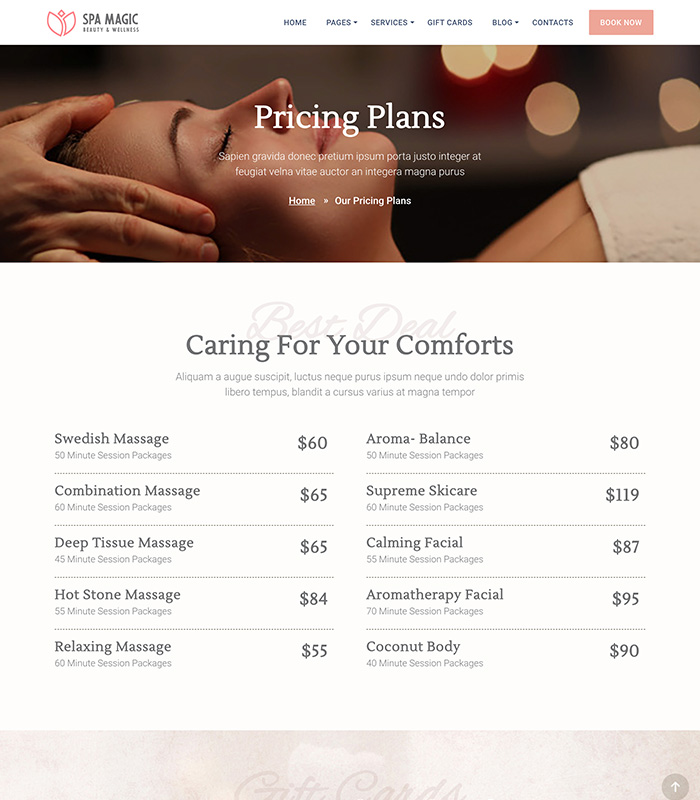 SPA MAGIC
BEAUTY & WELLNESS
HOME PAGES SERVICES GIFT CARDS BLOG CONTACTS BOOK NOW
Pricing Plans
Sapien gravida donec pretium ipsum porta justo integer at
feugiat velna vitae auctor an integera magna purus
Home » Our Pricing Plans
Best Deal
Caring For Your Comforts
Aliquam a augue suscipit, luctus neque purus ipsum neque undo dolor primis
libero tempus, blandit a cursus varius at magna tempor
Swedish Massage $60
50 Minute Session Packages
Combination Massage $65
60 Minute Session Packages
Deep Tissue Massage $65
45 Minute Session Packages
Hot Stone Massage $84
55 Minute Session Packages
Relaxing Massage $55
60 Minute Session Packages
Aroma- Balance $80
50 Minute Session Packages
Supreme Skicare $119
60 Minute Session Packages
Calming Facial $87
55 Minute Session Packages
Aromatherapy Facial $95
70 Minute Session Packages
Coconut Body $90
40 Minute Session Packages
Gift Cards